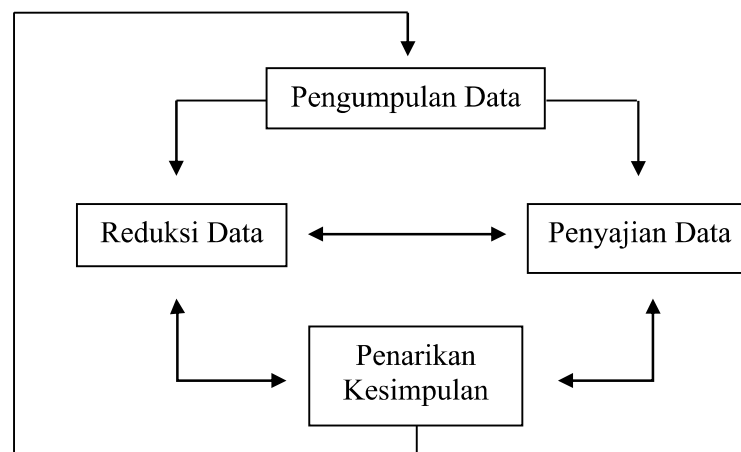 Pengumpulan Data
Reduksi Data
Penyajian Data
Penarikan
Kesimpulan